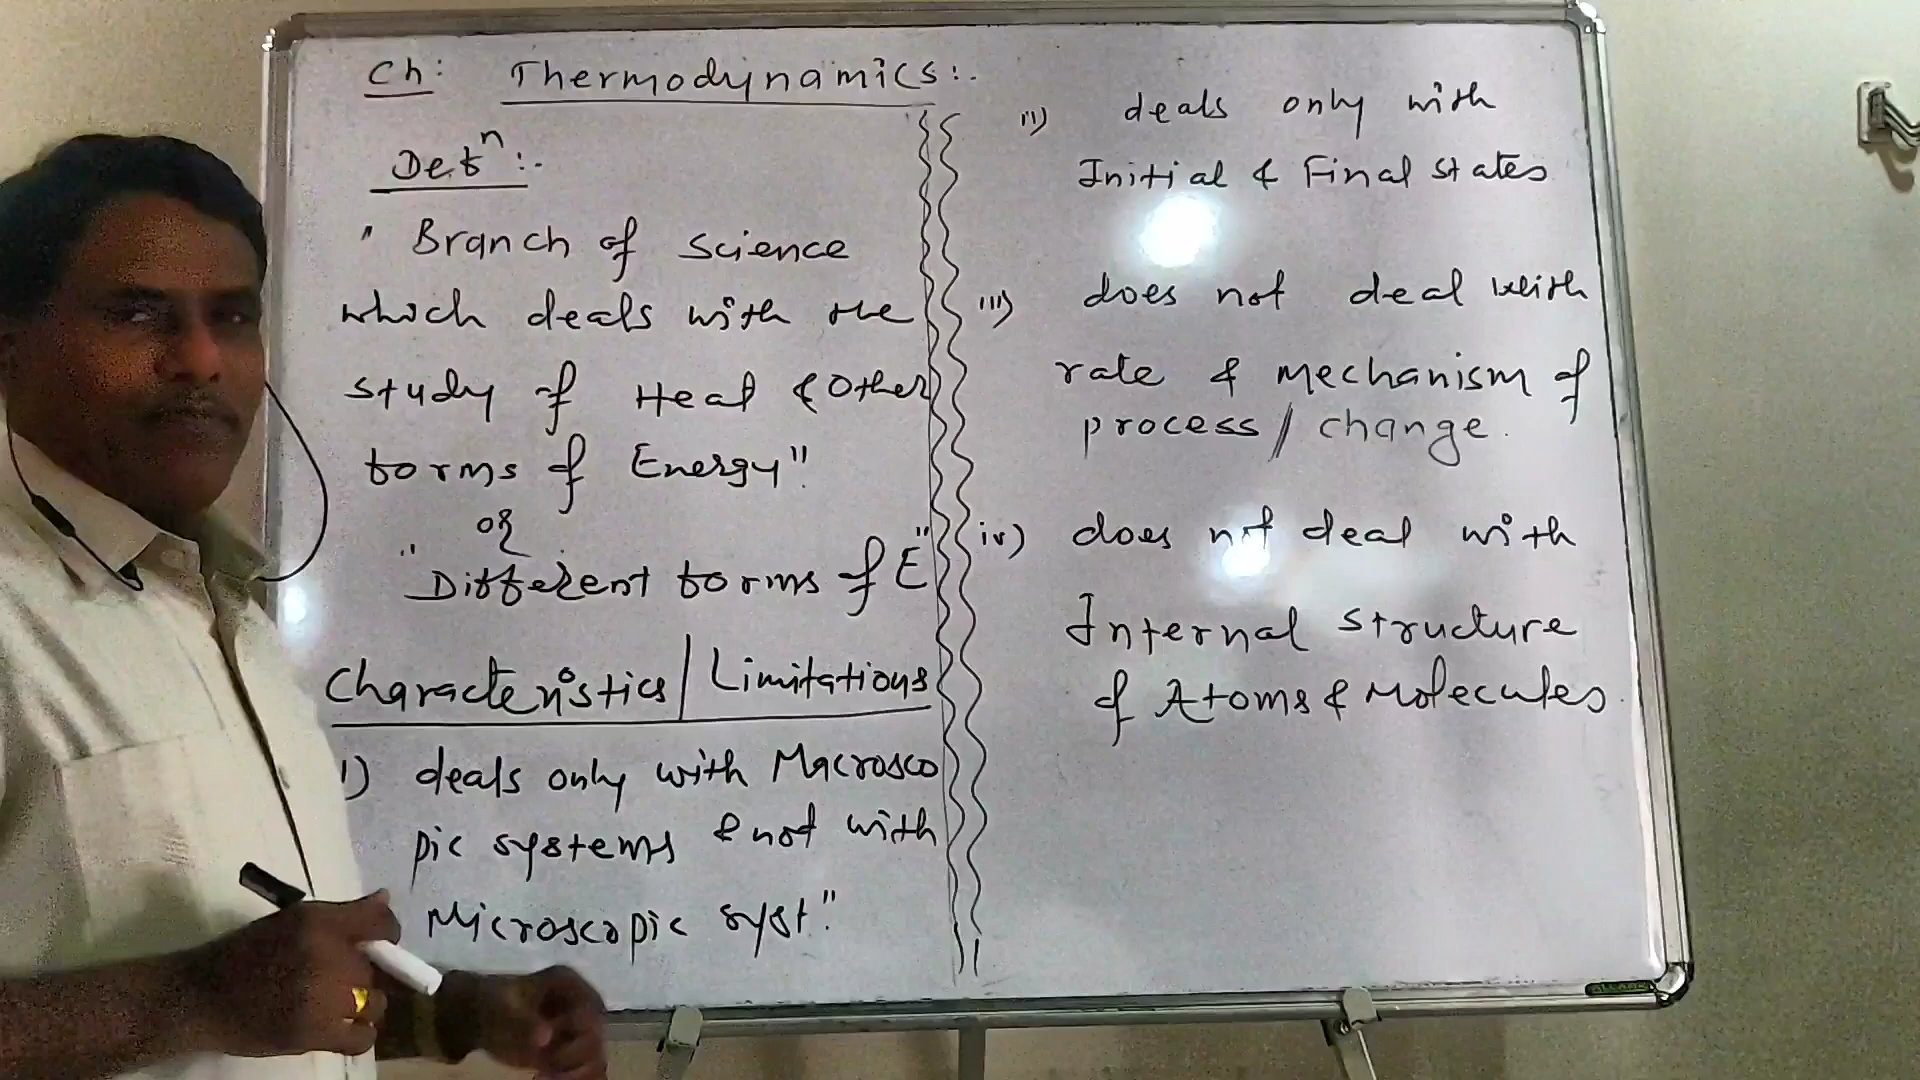 Ch: Thermodynamics:.
Defn:.
" Branch of science
which deals with the
study of Heat & Other
forms of Energy"
or
"Different forms of E"
Characteristics/Limitations
1) deals only with Macrosco
pic systems & not with
Microscopic syst."
ii) deals only with
Initial & Final states
iii) does not deal with
rate & mechanism of
process/change.
iv) does not deal with
Internal structure
of Atoms & Molecules.